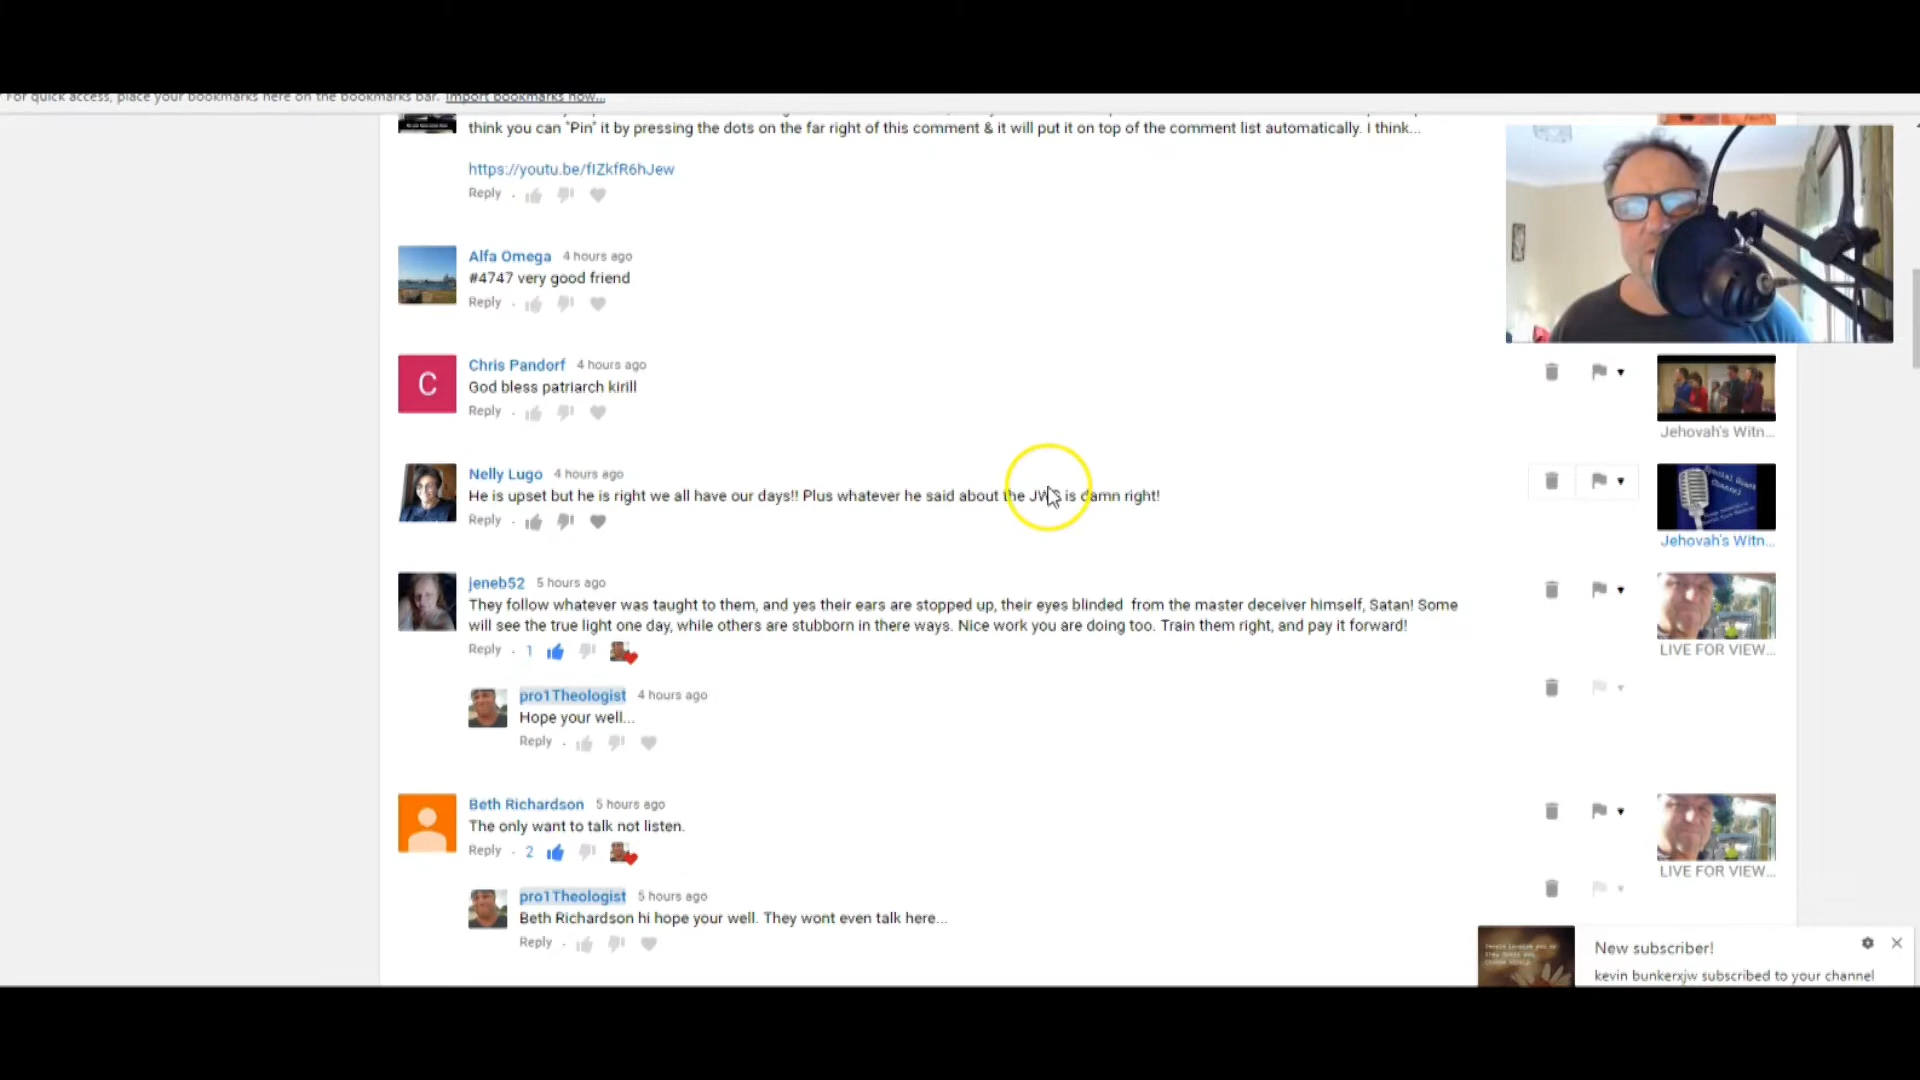 For quick access, place your bookmarks here on the bookmarks bar. Import bookmarks now...
think you can "Pin" it by pressing the dots on the far right of this comment & it will put it on top of the comment list automatically. I think...
https://youtu.be/fIZkfR6hJew
Reply
Alfa Omega 4 hours ago
#4747 very good friend
Reply
Chris Pandorf 4 hours ago
C
God bless patriarch kirill
Reply
Jehovah's Witn...
Nelly Lugo 4 hours ago
He is upset but he is right we all have our days!! Plus whatever he said about the JWS is damn right!
Reply
Jehovah's Witn...
jeneb52 5 hours ago
They follow whatever was taught to them, and yes their ears are stopped up, their eyes blinded from the master deceiver himself, Satan! Some
will see the true light one day, while others are stubborn in there ways. Nice work you are doing too. Train them right, and pay it forward!
Reply 1
LIVE FOR VIEW...
pro1Theologist 4 hours ago
Hope your well...
Reply
Beth Richardson 5 hours ago
The only want to talk not listen.
Reply 2
LIVE FOR VIEW...
pro1Theologist 5 hours ago
Beth Richardson hi hope your well. They wont even talk here...
Reply
New subscriber!
kevin bunkerxjw subscribed to your channel